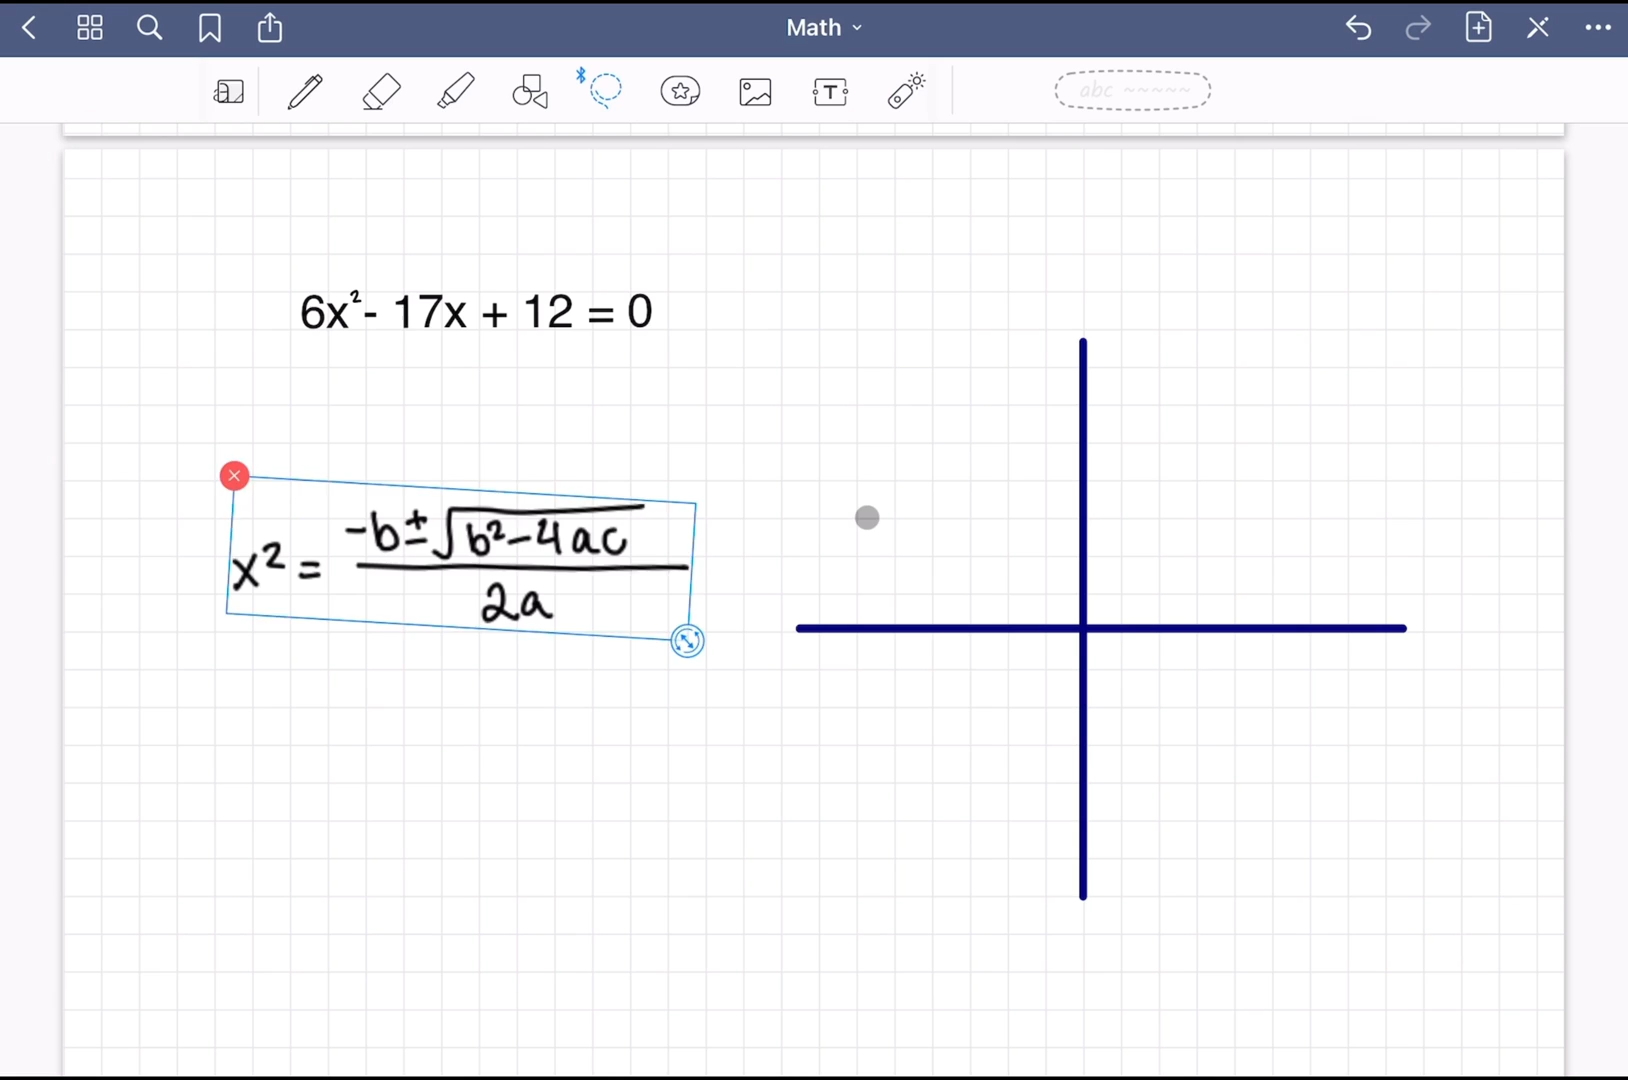 Math
T
abc
6x² - 17x + 12 = 0
x² = -b ± √(b² - 4ac) / 2a